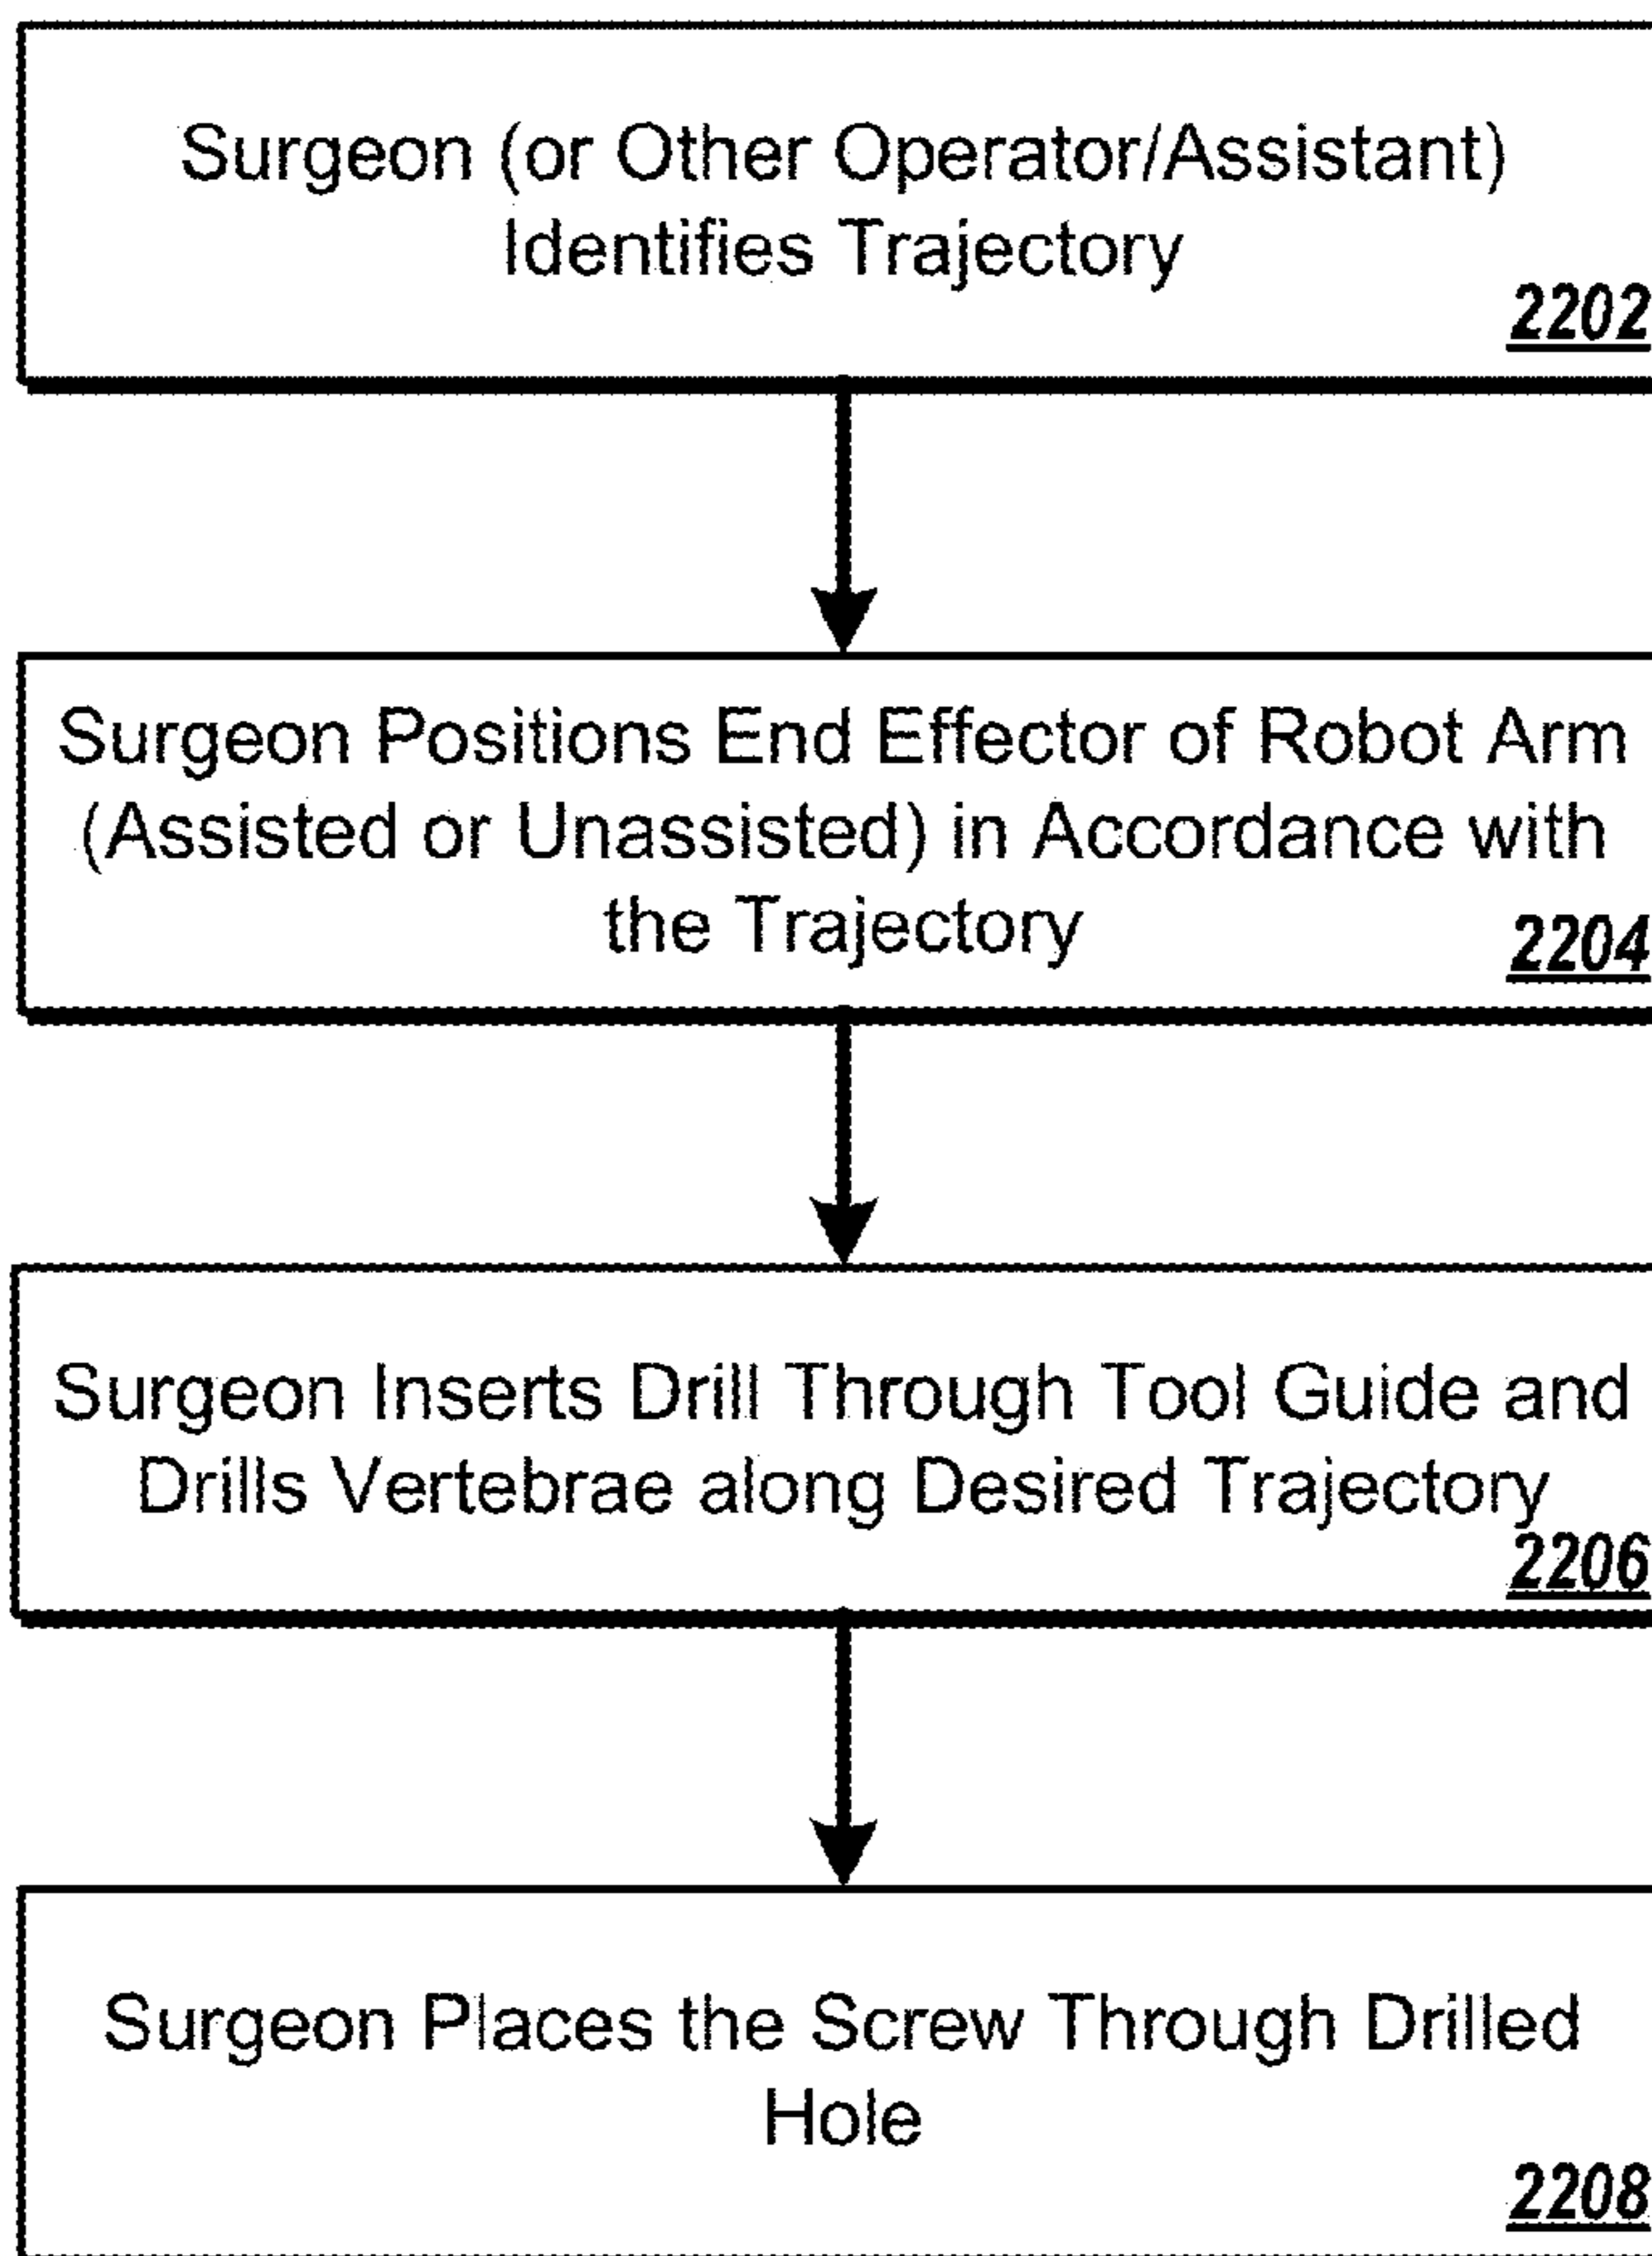 Surgeon (or Other Operator/Assistant)
Identifies Trajectory
2202
Surgeon Positions End Effector of Robot Arm
(Assisted or Unassisted) in Accordance with
the Trajectory
2204
Surgeon Inserts Drill Through Tool Guide and
Drills Vertebrae along Desired Trajectory
2206
Surgeon Places the Screw Through Drilled
Hole
2208